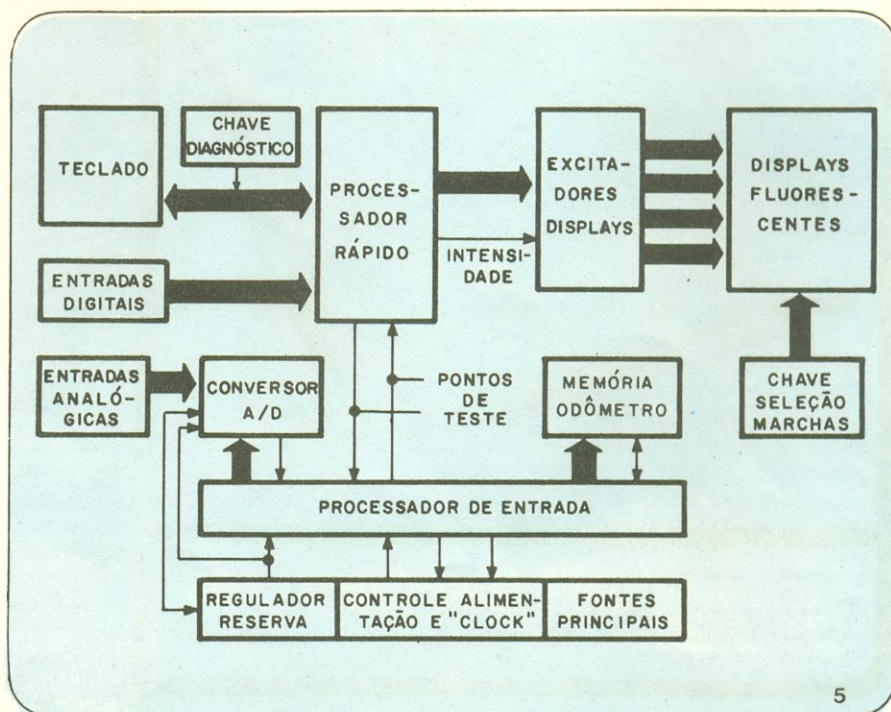 TECLADO
CHAVE
DIAGNÓSTICO
PROCES-
SADOR
RÁPIDO
INTENSI-
DADE
EXCITA-
DORES
DISPLAYS
DISPLAYS
FLUORES-
CENTES
ENTRADAS
DIGITAIS
ENTRADAS
ANALÓ-
GICAS
CONVERSOR
A/D
PONTOS
DE
TESTE
MEMÓRIA
ODÔMETRO
CHAVE
SELEÇÃO
MARCHAS
PROCESSADOR DE ENTRADA
REGULADOR
RESERVA
CONTROLE ALIMEN-
TAÇÃO E "CLOCK"
FONTES
PRINCIPAIS
5